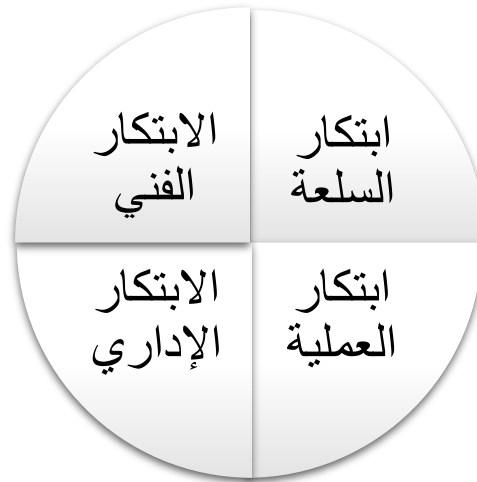 ابتكار
السلعة
الابتكار
الفني
ابتكار
العملية
الابتكار
الإداري